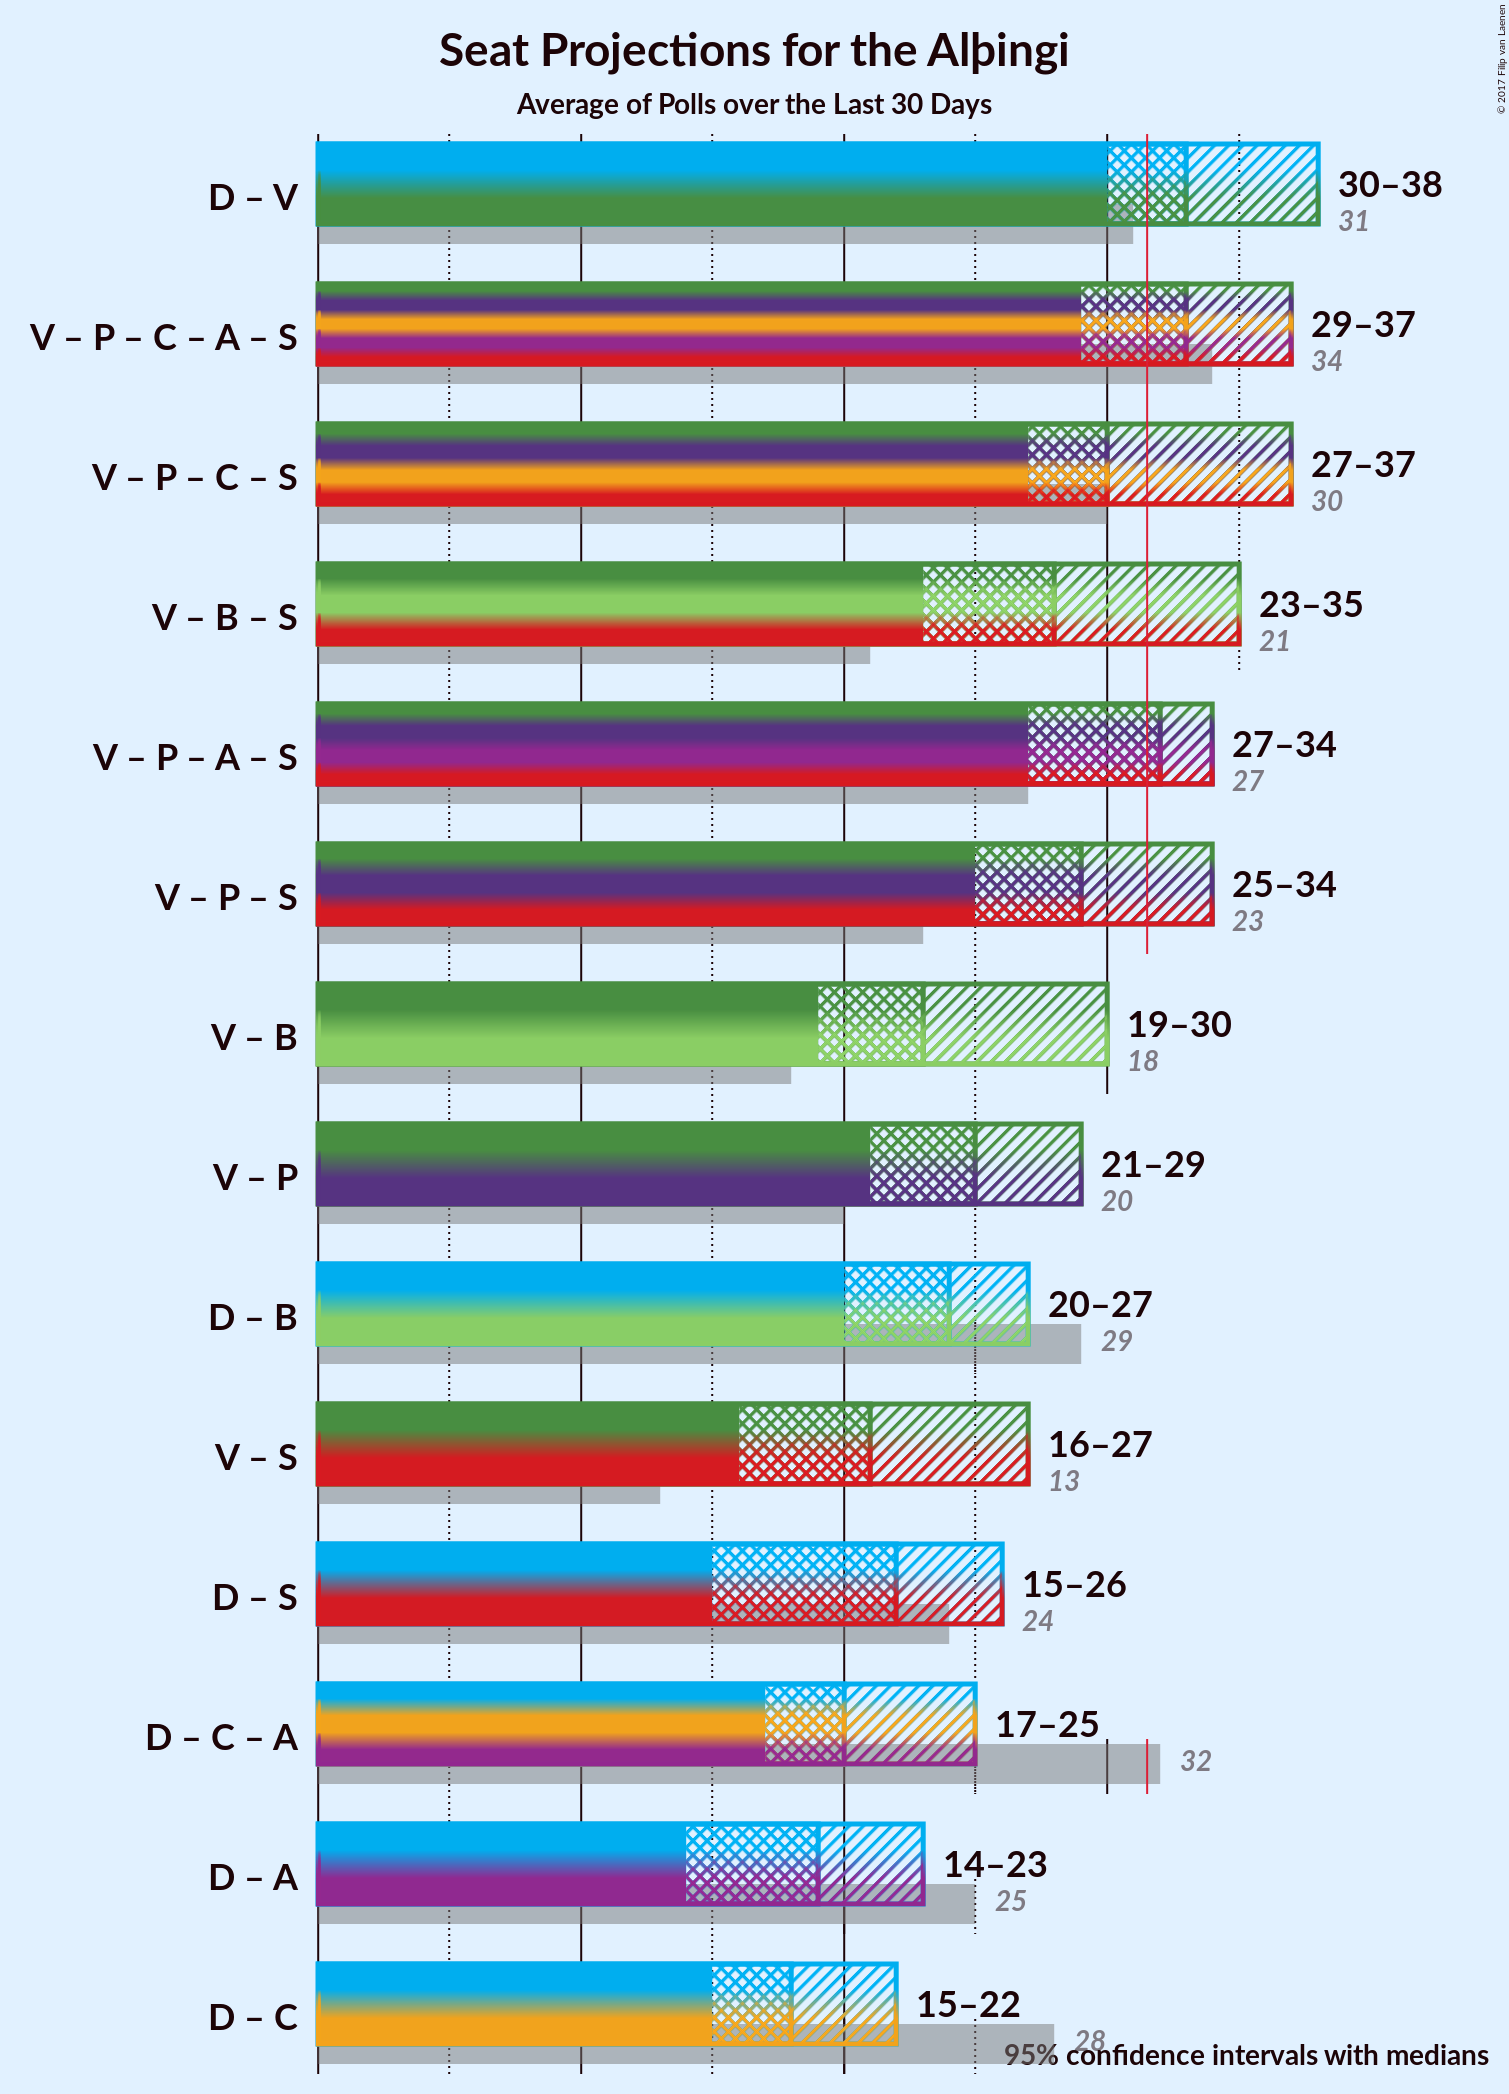 Seat Projections for the Alþingi
Average of Polls over the Last 30 Days
© 2017 Filip van Laenen
D – V
30–38
31
V – P – C – A – S
29–37
34
V – P – C – S
27–37
30
V – B – S
23–35
21
V – P – A – S
27–34
27
V – P – S
25–34
23
V – B
19–30
18
V – P
21–29
20
D – B
20–27
29
V – S
16–27
13
D – S
15–26
24
D – C – A
17–25
32
D – A
14–23
25
D – C
15–22
28
95% confidence intervals with medians